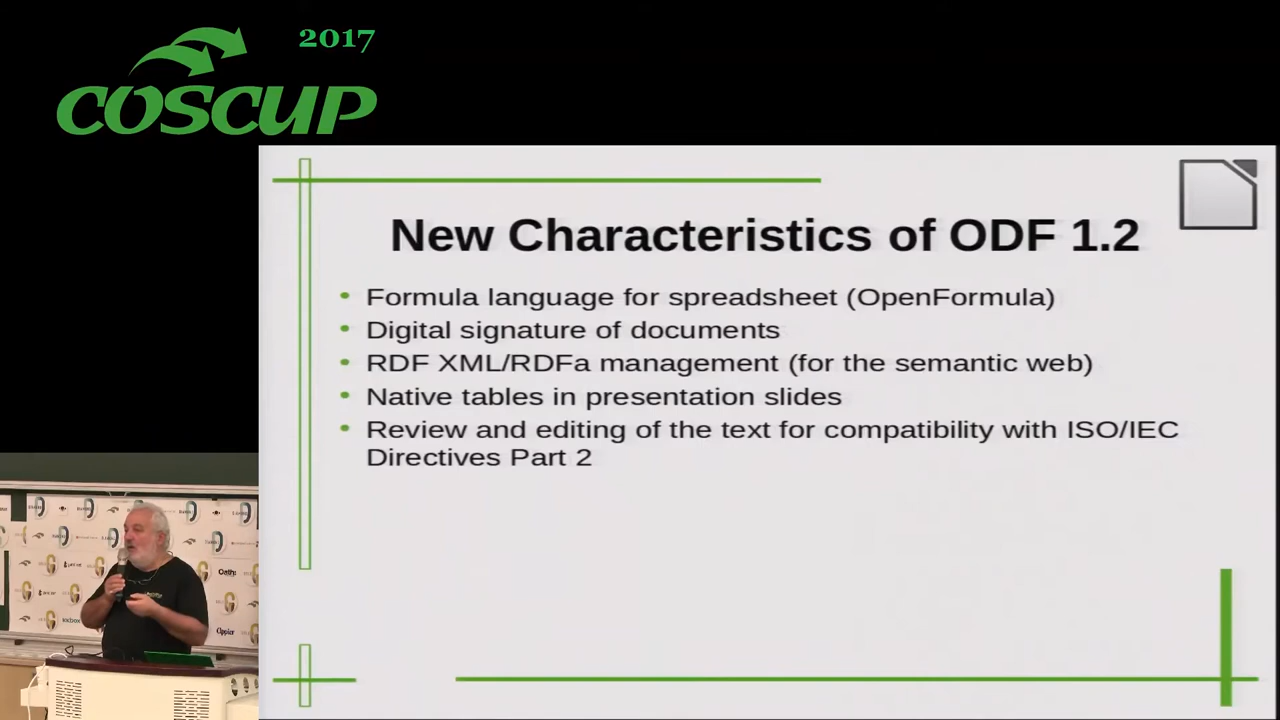 2017
COSCUP
New Characteristics of ODF 1.2
• Formula language for spreadsheet (OpenFormula)
• Digital signature of documents
• RDF XML/RDFa management (for the semantic web)
• Native tables in presentation slides
• Review and editing of the text for compatibility with ISO/IEC
Directives Part 2